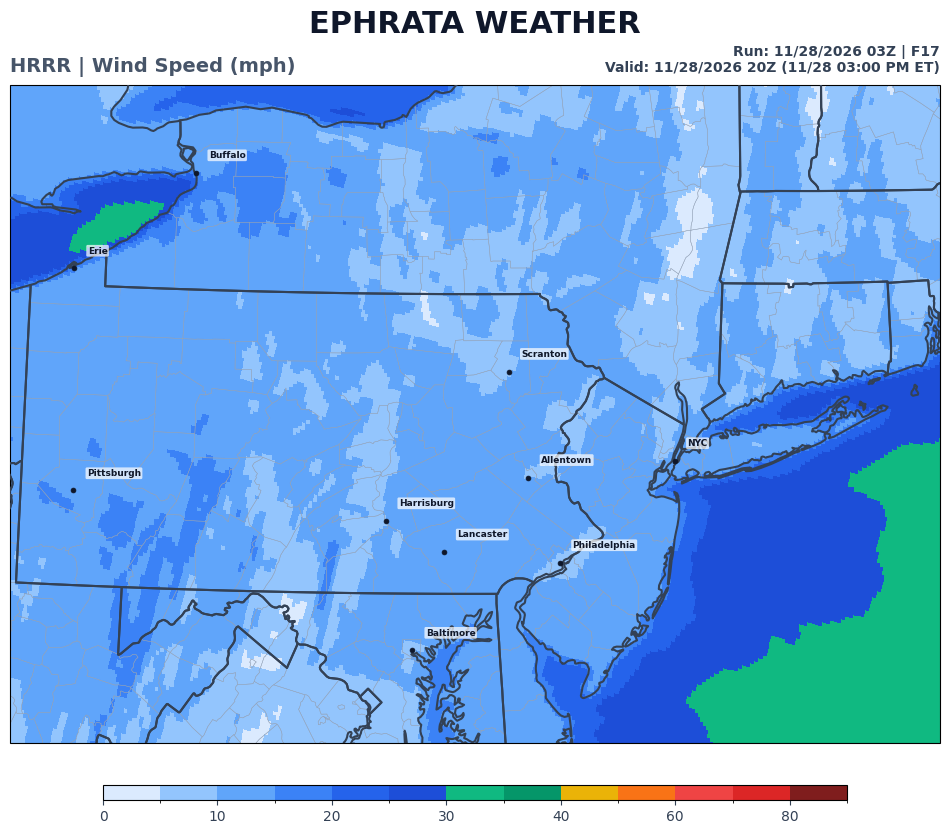 EPHRATA WEATHER
HRRR | Wind Speed (mph)
Run: 11/28/2026 03Z | F17
Valid: 11/28/2026 20Z (11/28 03:00 PM ET)
Buffalo
Erie
Scranton
NYC
Allentown
Pittsburgh
Harrisburg
Lancaster
Philadelphia
Baltimore
0 10 20 30 40 50 60 70 80